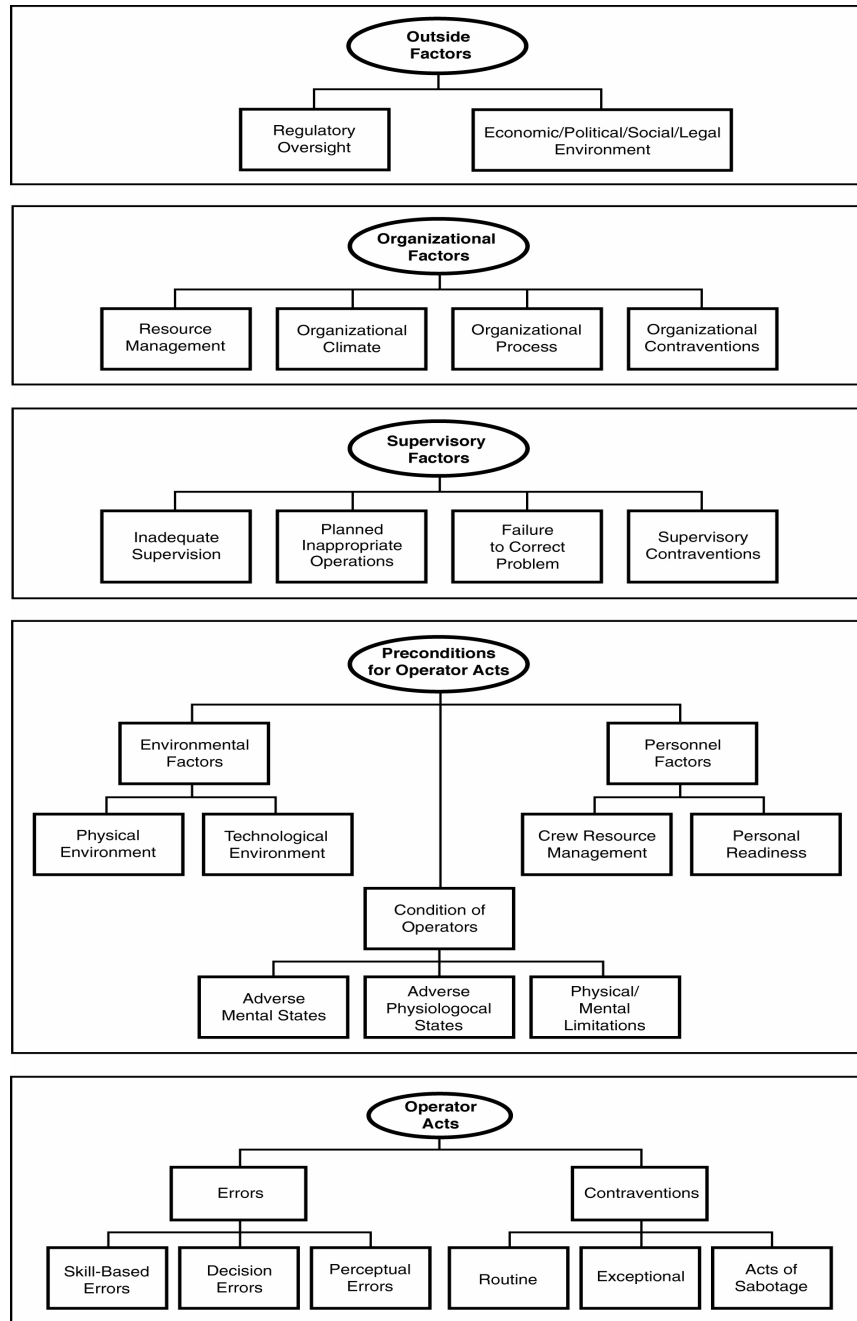 Outside
Factors
Regulatory
Oversight
Economic/Political/Social/Legal
Environment
Organizational
Factors
Resource
Management
Organizational
Climate
Organizational
Process
Organizational
Contraventions
Supervisory
Factors
Inadequate
Supervision
Planned
Inappropriate
Operations
Failure
to Correct
Problem
Supervisory
Contraventions
Preconditions
for Operator Acts
Environmental
Factors
Personnel
Factors
Physical
Environment
Technological
Environment
Crew Resource
Management
Personal
Readiness
Condition of
Operators
Adverse
Mental States
Adverse
Physiologocal
States
Physical/
Mental
Limitations
Operator
Acts
Errors
Contraventions
Skill-Based
Errors
Decision
Errors
Perceptual
Errors
Routine
Exceptional
Acts of
Sabotage